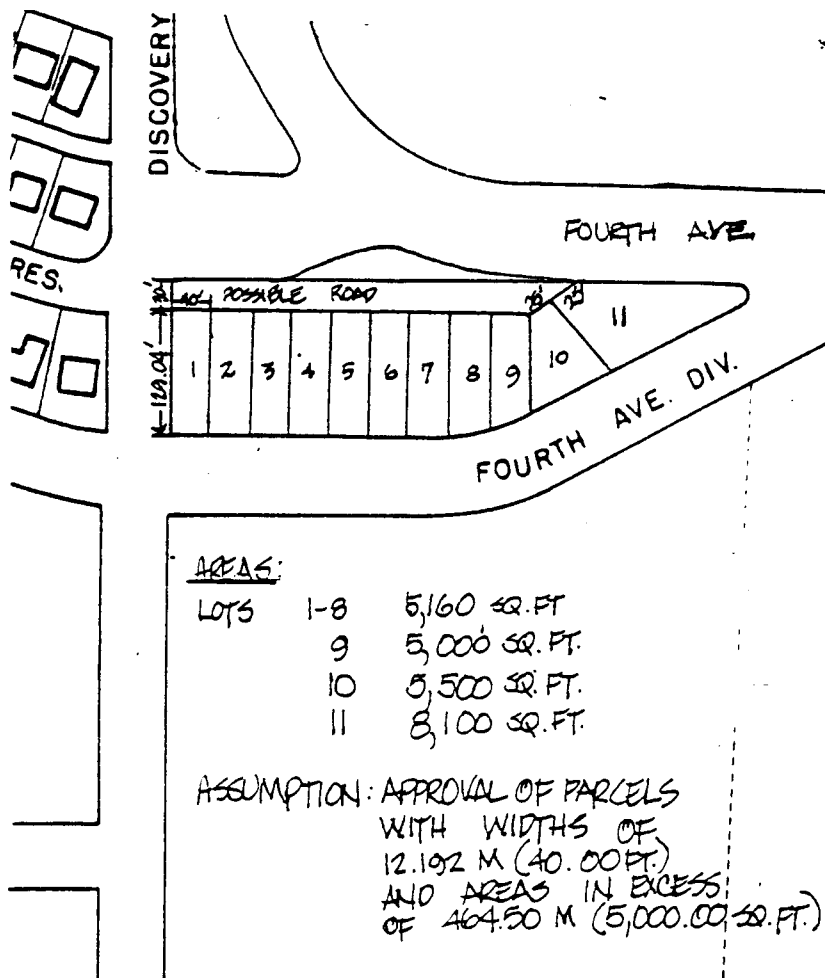 DISCOVERY
FOURTH AVE.
RES.
30'
40'
POSSIBLE ROAD
11
129.04'
1 2 3 4 5 6 7 8 9 10
FOURTH AVE. DIV.
AREAS:
LOTS 1-8 5,160 SQ.FT
9 5,000 SQ.FT.
10 5,500 SQ.FT.
11 8,100 SQ.FT.
ASSUMPTION: APPROVAL OF PARCELS
WITH WIDTHS OF
12.192 M (40.00 FT.)
AND AREAS IN EXCESS
OF 464.50 M (5,000.00 SQ.FT.)